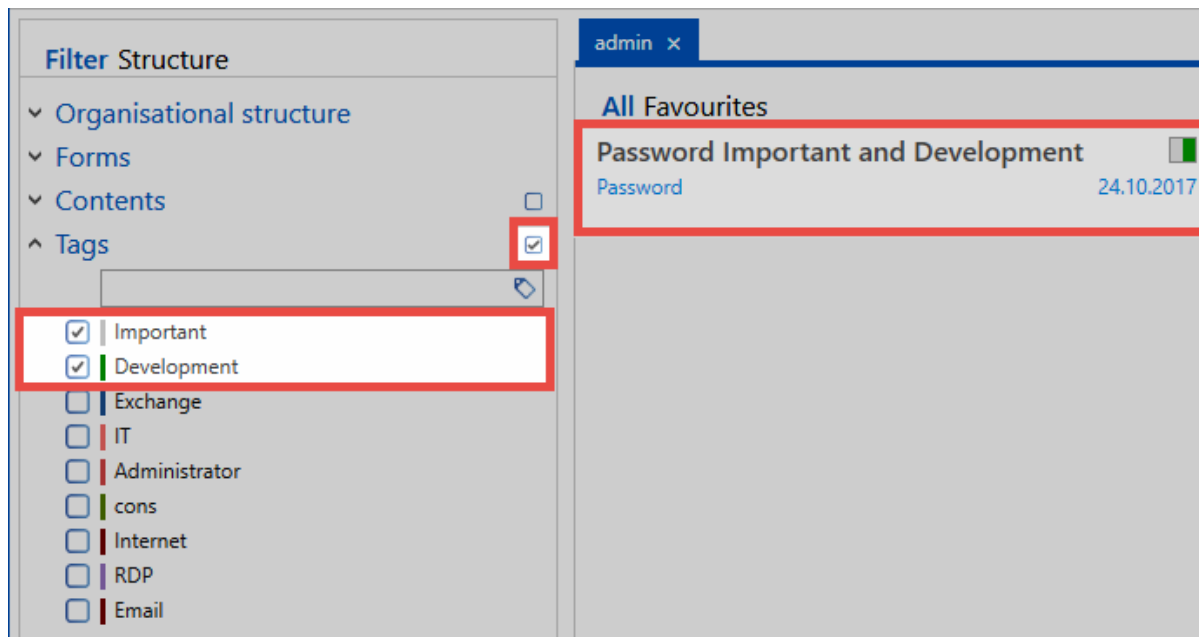 Filter Structure
Organisational structure
Forms
Contents
Tags
Important
Development
Exchange
IT
Administrator
cons
Internet
RDP
Email
admin ×
All Favourites
Password Important and Development
Password 24.10.2017